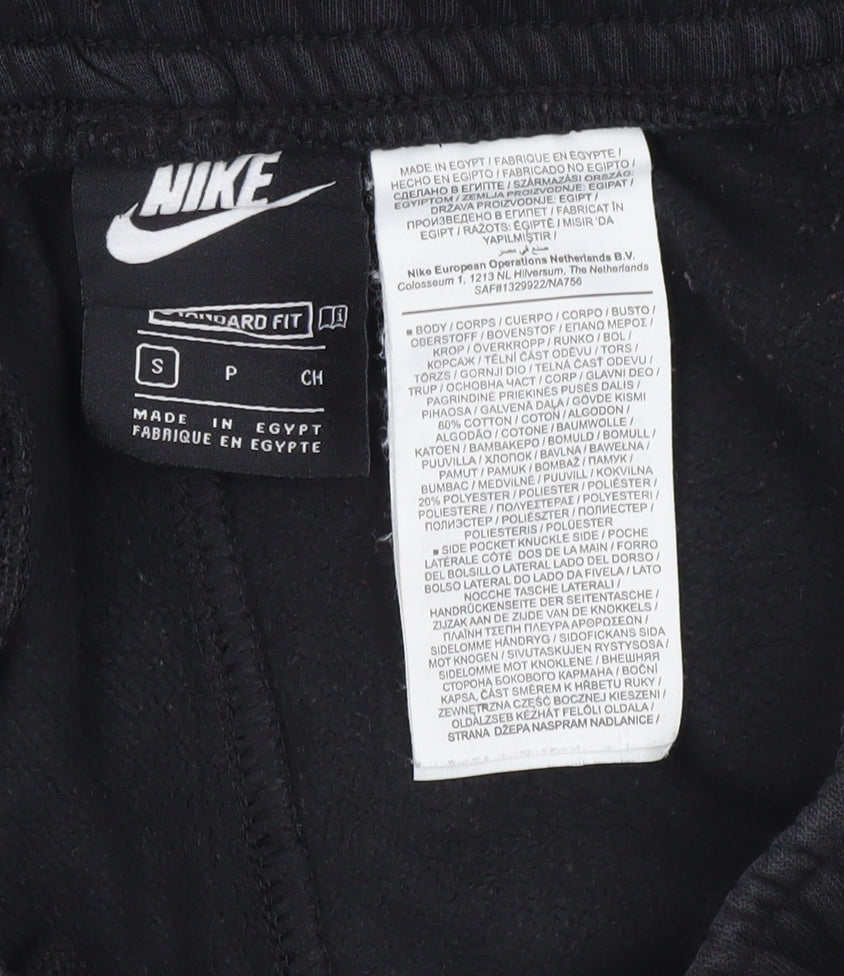 NIKE
STANDARD FIT
S P CH
MADE IN EGYPT
FABRIQUE EN EGYPTE
MADE IN EGYPT / FABRIQUE EN EGYPTE /
HECHO EN EGIPTO / FABRICADO NO EGIPTO /
СДЕЛАНО В ЕГИПТЕ / SZÁRMAZÁSI ORSZÁG:
EGYIPTOM / ZEMLJA PROIZVODNJE: EGIPAT /
DRŽAVA PROIZVODNJE: EGIPT /
ПРОИЗВЕДЕНО В ЕГИПЕТ / FABRICAT ÎN
EGIPT / RAŽOTS: ĒĢIPTĒ / MISIR 'DA
YAPILMIŞTIR /
صنع في مصر
Nike European Operations Netherlands B.V.
Colosseum 1, 1213 NL Hilversum, The Netherlands
SAF#1329922/NA756
■ BODY / CORPS / CUERPO / CORPO / BUSTO /
OBERSTOFF / BOVENSTOF / ΕΠΑΝΩ ΜΕΡΟΣ /
KROP / ÖVERKROPP / RUNKO / BOL /
КОРСАЖ / TĚLNÍ ČÁST ODĚVU / TORS /
TÖRZS / GORNJI DIO / TELNÁ ČASŤ ODEVU /
TRUP / ОСНОВНА ЧАСТ / CORP / GLAVNI DEO /
PAGRINDINĖ PRIEKINĖS PUSĖS DALIS /
PIHAOSA / GALVENĀ DAĻA / GÖVDE KISMI
80% COTTON / COTON / ALGODON /
ALGODÃO / COTONE / BAUMWOLLE /
KATOEN / ΒΑΜΒΑΚΕΡΟ / BOMULD / BOMULL /
PUUVILLA / ХЛОПОК / BAVLNA / BAWEŁNA /
PAMUT / PAMUK / BOMBAŽ / ПАМУК /
BUMBAC / MEDVILNĖ / PUUVILL / KOKVILNA
20% POLYESTER / POLIESTER / POLIÉSTER /
POLIESTERE / ΠΟΛΥΕΣΤΕΡΑΣ / POLYESTERI /
ПОЛИЭСТЕР / POLIÉSZTER / ПОЛИЕСТЕР /
POLIESTERIS / POLÜESTER
■ SIDE POCKET KNUCKLE SIDE / POCHE
LATÉRALE CÔTÉ DOS DE LA MAIN / FORRO
DEL BOLSILLO LATERAL LADO DEL DORSO /
BOLSO LATERAL DO LADO DA FIVELA / LATO
NOCCHE TASCHE LATERALI /
HANDRÜCKENSEITE DER SEITENTASCHE /
ZIJZAK AAN DE ZIJDE VAN DE KNOKKELS /
ΠΛΑΪΝΗ ΤΣΕΠΗ ΠΛΕΥΡΑ ΑΡΘΡΩΣΕΩΝ /
SIDELOMME HÅNDRYG / SIDOFICKANS SIDA
MOT KNOGEN / SIVUTASKUJEN RYSTYSOSA /
SIDELOMME MOT KNOKLENE / ВНЕШНЯЯ
СТОРОНА БОКОВОГО КАРМАНА / BOČNÍ
KAPSA, ČÁST SMĚREM K HŘBETU RUKY /
ZEWNĘTRZNA CZĘŚĆ BOCZNEJ KIESZENI /
OLDALZSEB KÉZHÁT FELŐLI OLDALA /
STRANA DŽEPA NASPRAM NADLANICE /